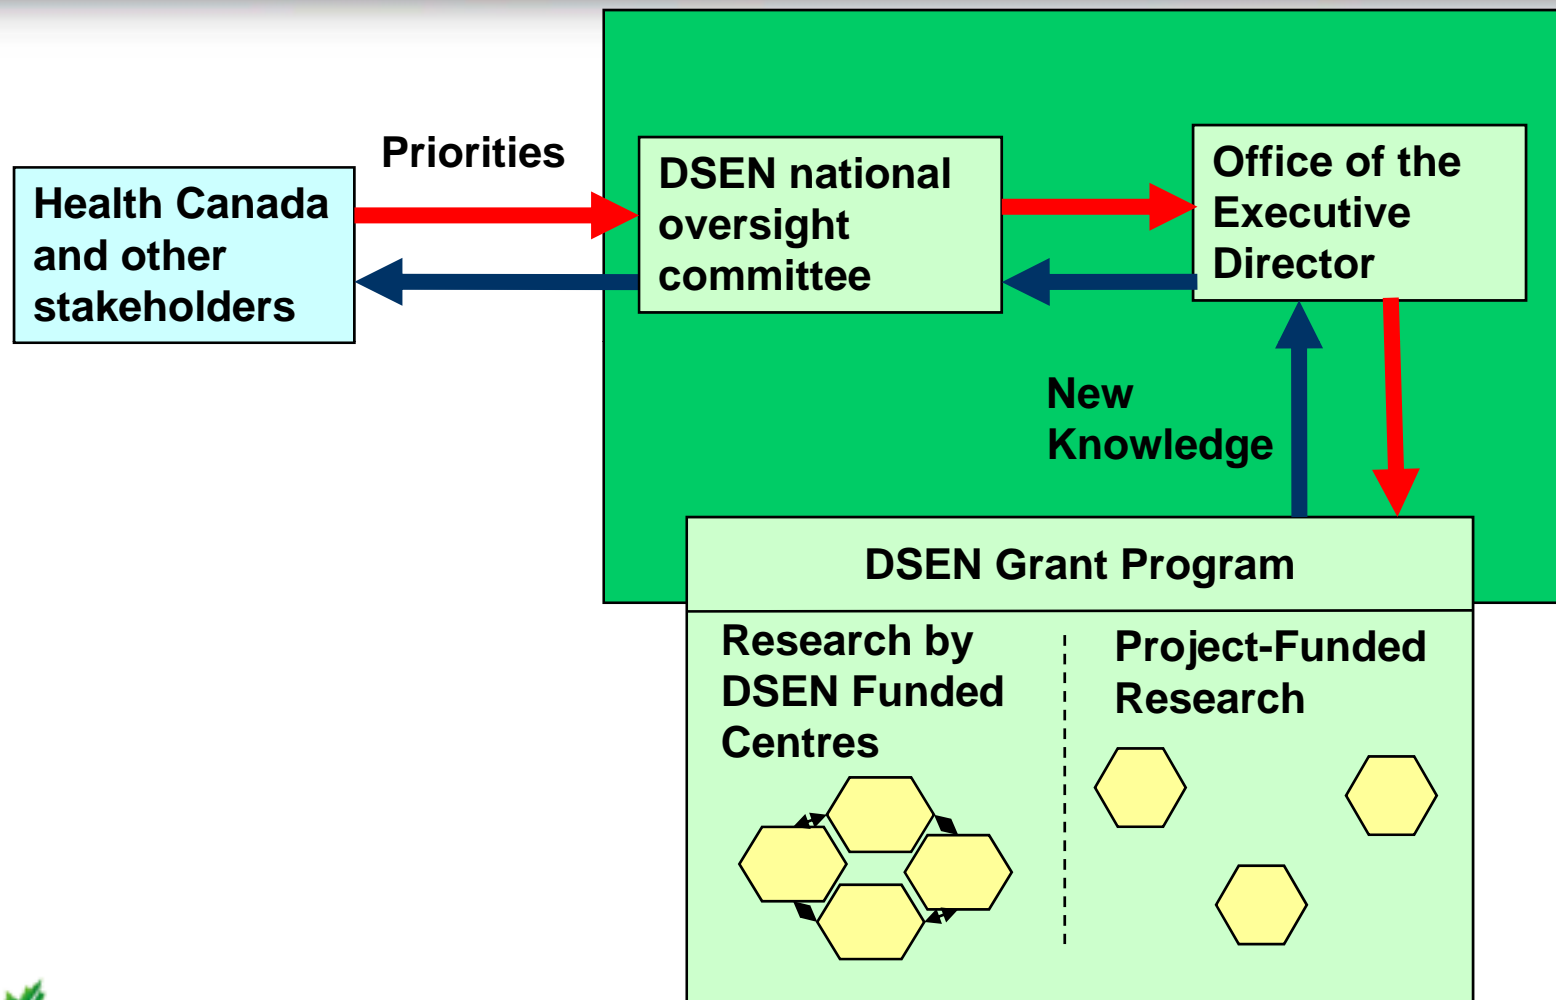 Priorities
Health Canada
and other
stakeholders
DSEN national
oversight
committee
Office of the
Executive
Director
New
Knowledge
DSEN Grant Program
Research by
DSEN Funded
Centres
Project-Funded
Research